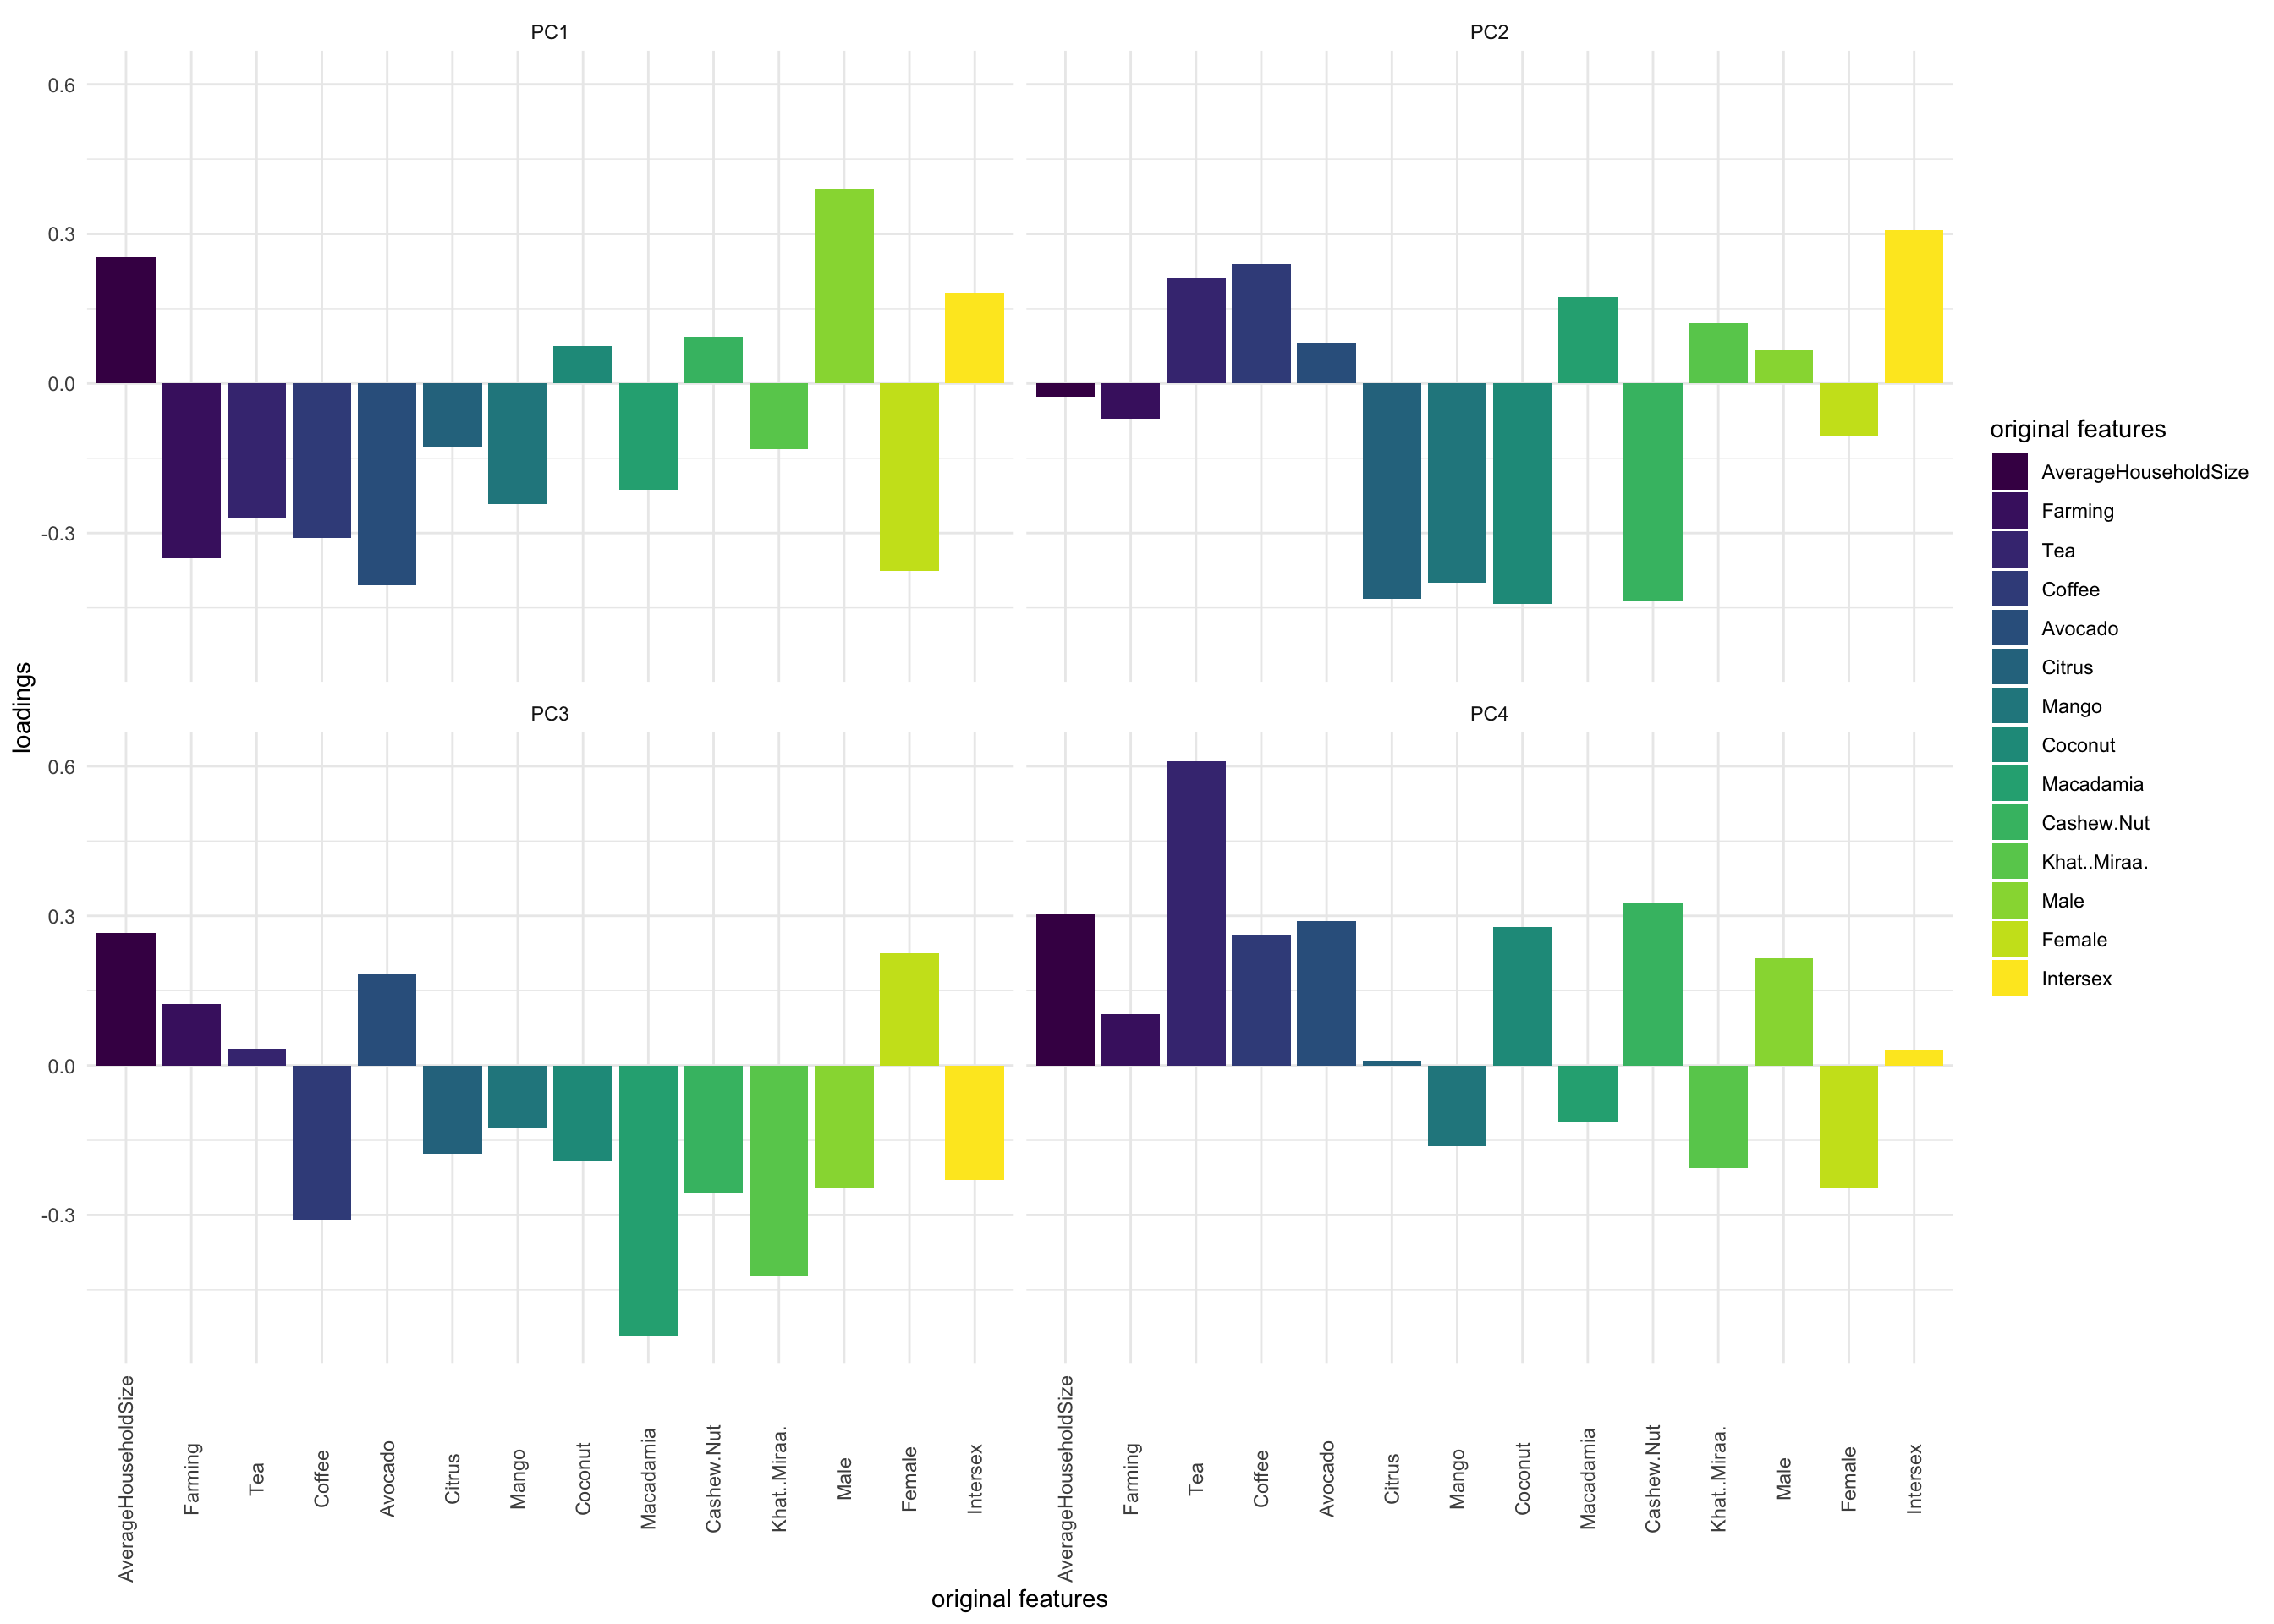 PC1
PC2
0.6
0.3
0.0
-0.3
PC3
PC4
0.6
0.3
0.0
-0.3
loadings
AverageHouseholdSize
Farming
Tea
Coffee
Avocado
Citrus
Mango
Coconut
Macadamia
Cashew.Nut
Khat..Miraa.
Male
Female
Intersex
AverageHouseholdSize
Farming
Tea
Coffee
Avocado
Citrus
Mango
Coconut
Macadamia
Cashew.Nut
Khat..Miraa.
Male
Female
Intersex
original features
original features
AverageHouseholdSize
Farming
Tea
Coffee
Avocado
Citrus
Mango
Coconut
Macadamia
Cashew.Nut
Khat..Miraa.
Male
Female
Intersex